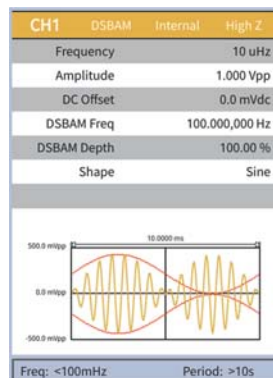 CH1 DSBAM Internal High Z
Frequency 10 uHz
Amplitude 1.000 Vpp
DC Offset 0.0 mVdc
DSBAM Freq 100.000,000 Hz
DSBAM Depth 100.00 %
Shape Sine
10.0000 ms
500.0 mVpp
0.0 mVpp
-500.0 mVpp
Freq: <100mHz Period: >10s